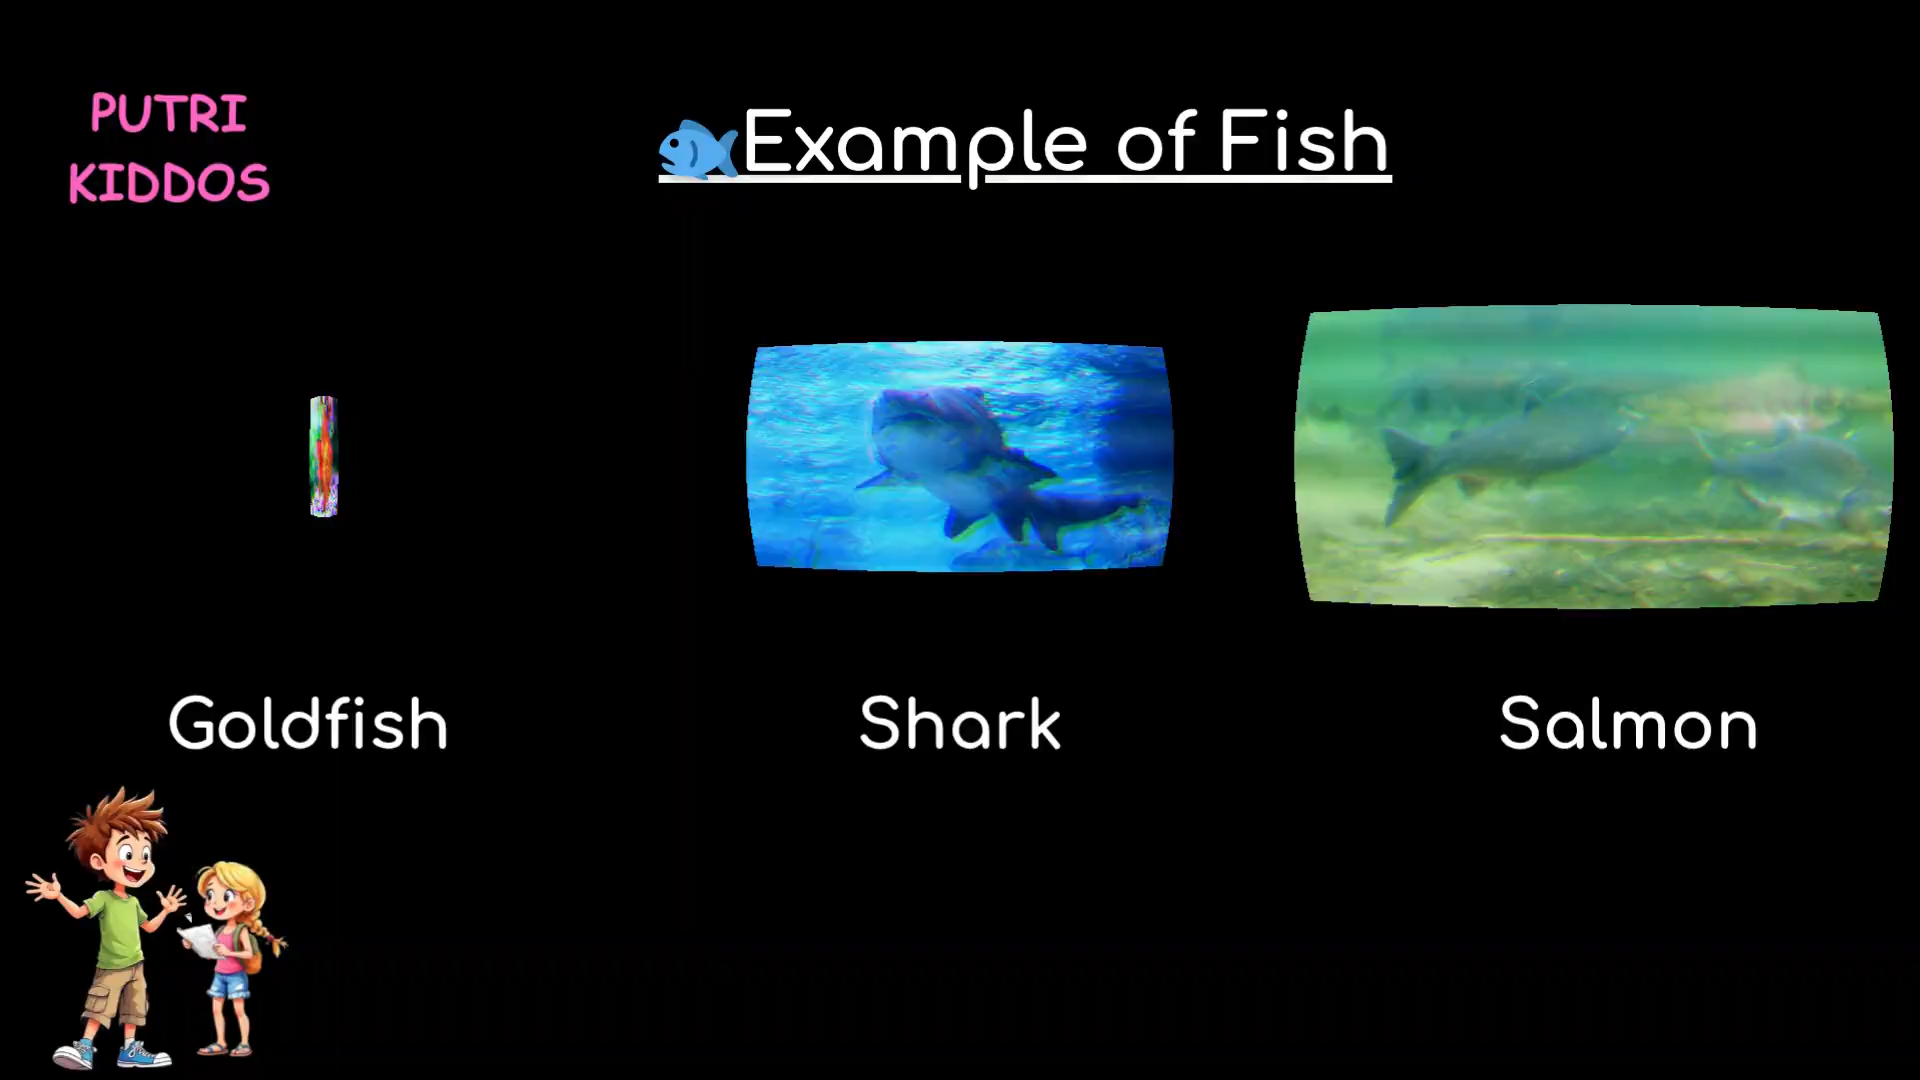 PUTRI
KIDDOS
Example of Fish
Goldfish
Shark
Salmon